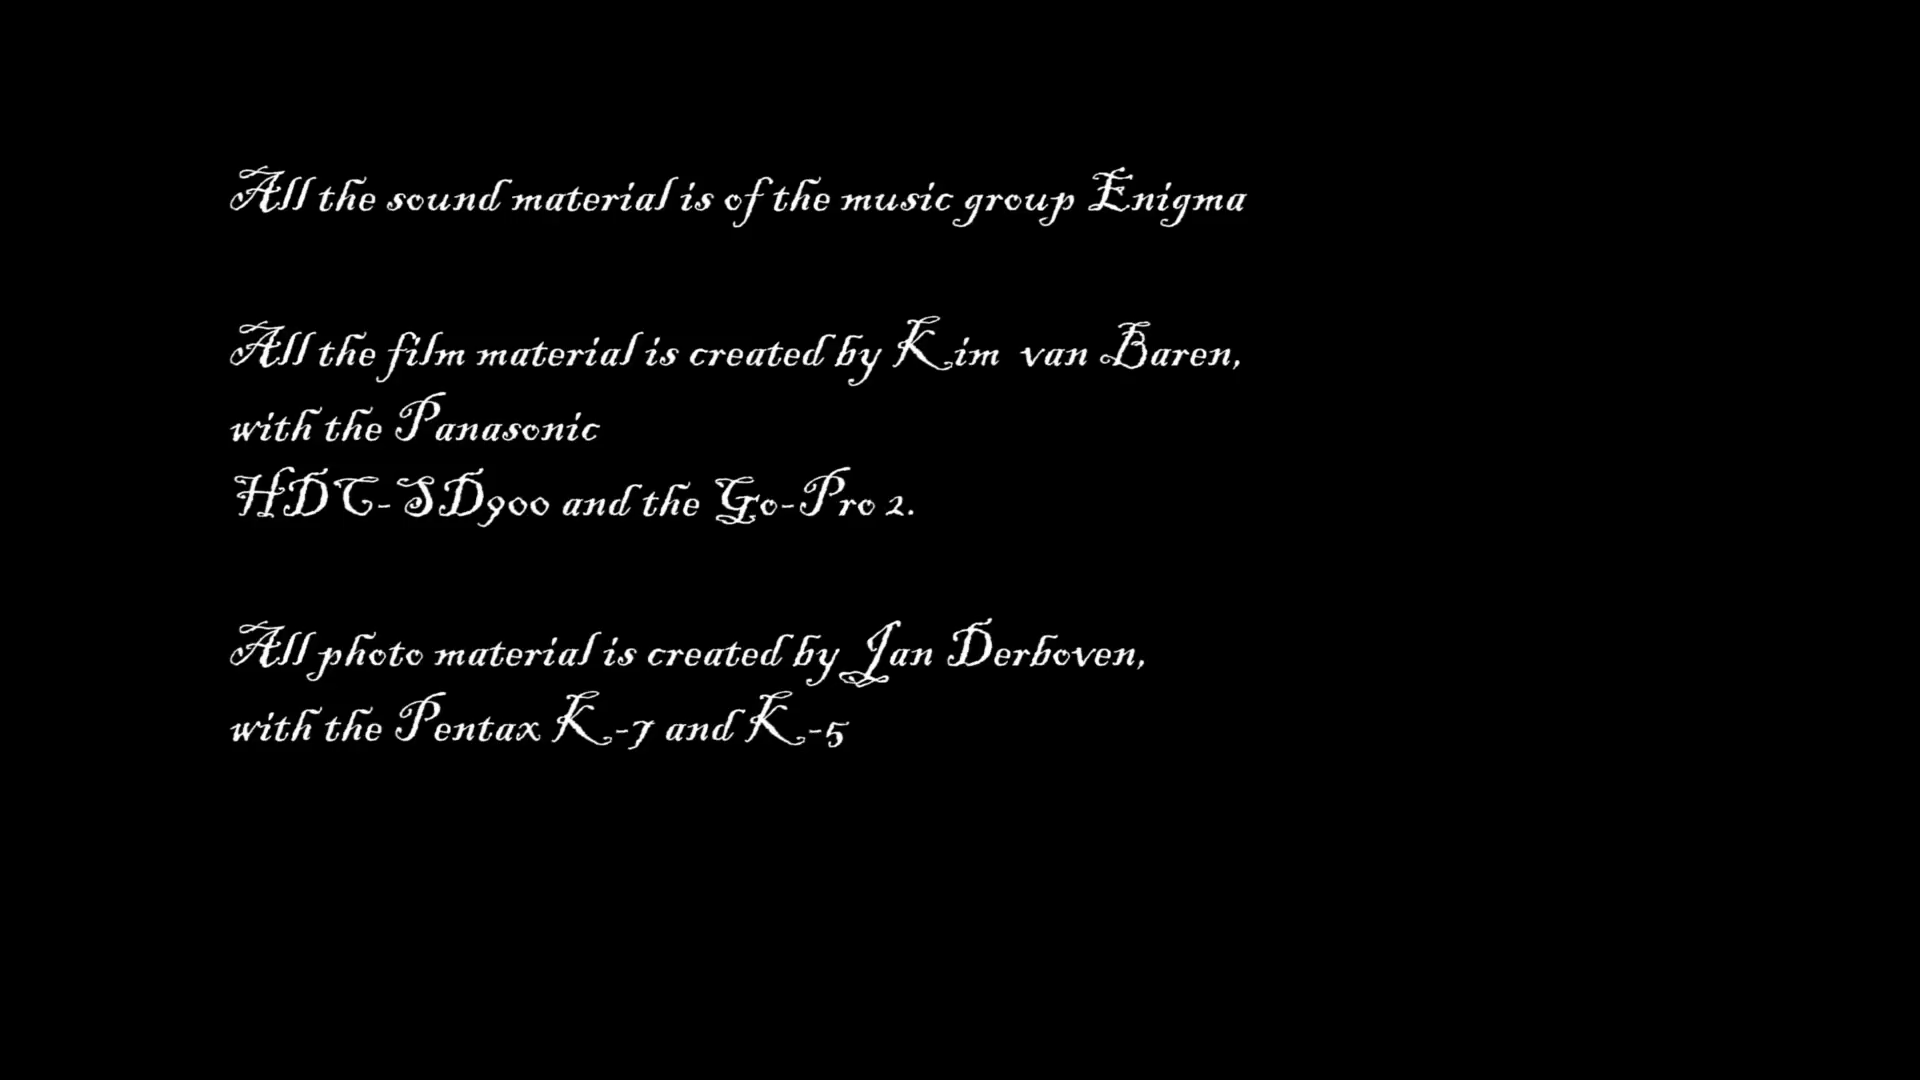 All the sound material is of the music group Enigma
All the film material is created by Kim van Baren,
with the Panasonic
HDC-SD900 and the Go-Pro 2.
All photo material is created by Jan Derboven,
with the Pentax K-7 and K-5